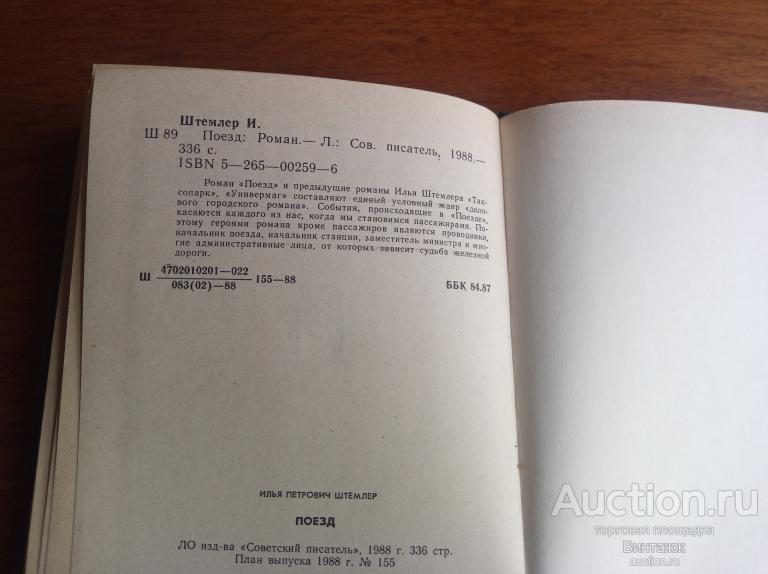 Штемлер И.
Ш 89 Поезд: Роман.— Л.: Сов. писатель, 1988.—
336 с.
ISBN 5—265—00259—6
Роман «Поезд» и предыдущие романы Ильи Штемлера «Так-
сопарк», «Универмаг» составляют единый условный жанр «дело-
вого городского романа». События, происходящие в «Поезде»,
касаются каждого из нас, когда мы становимся пассажирами. По-
этому героями романа кроме пассажиров являются проводники,
начальник поезда, начальник станции, заместитель министра и мно-
гие административные лица, от которых зависит судьба железной
дороги.
Ш 4702010201—022
083(02)—88 155—88 ББК 84.87
ИЛЬЯ ПЕТРОВИЧ ШТЕМЛЕР
ПОЕЗД
ЛО изд-ва «Советский писатель», 1988 г. 336 стр.
План выпуска 1988 г. № 155
Auction.ru
торговая площадка
Винтажж
auction.ru